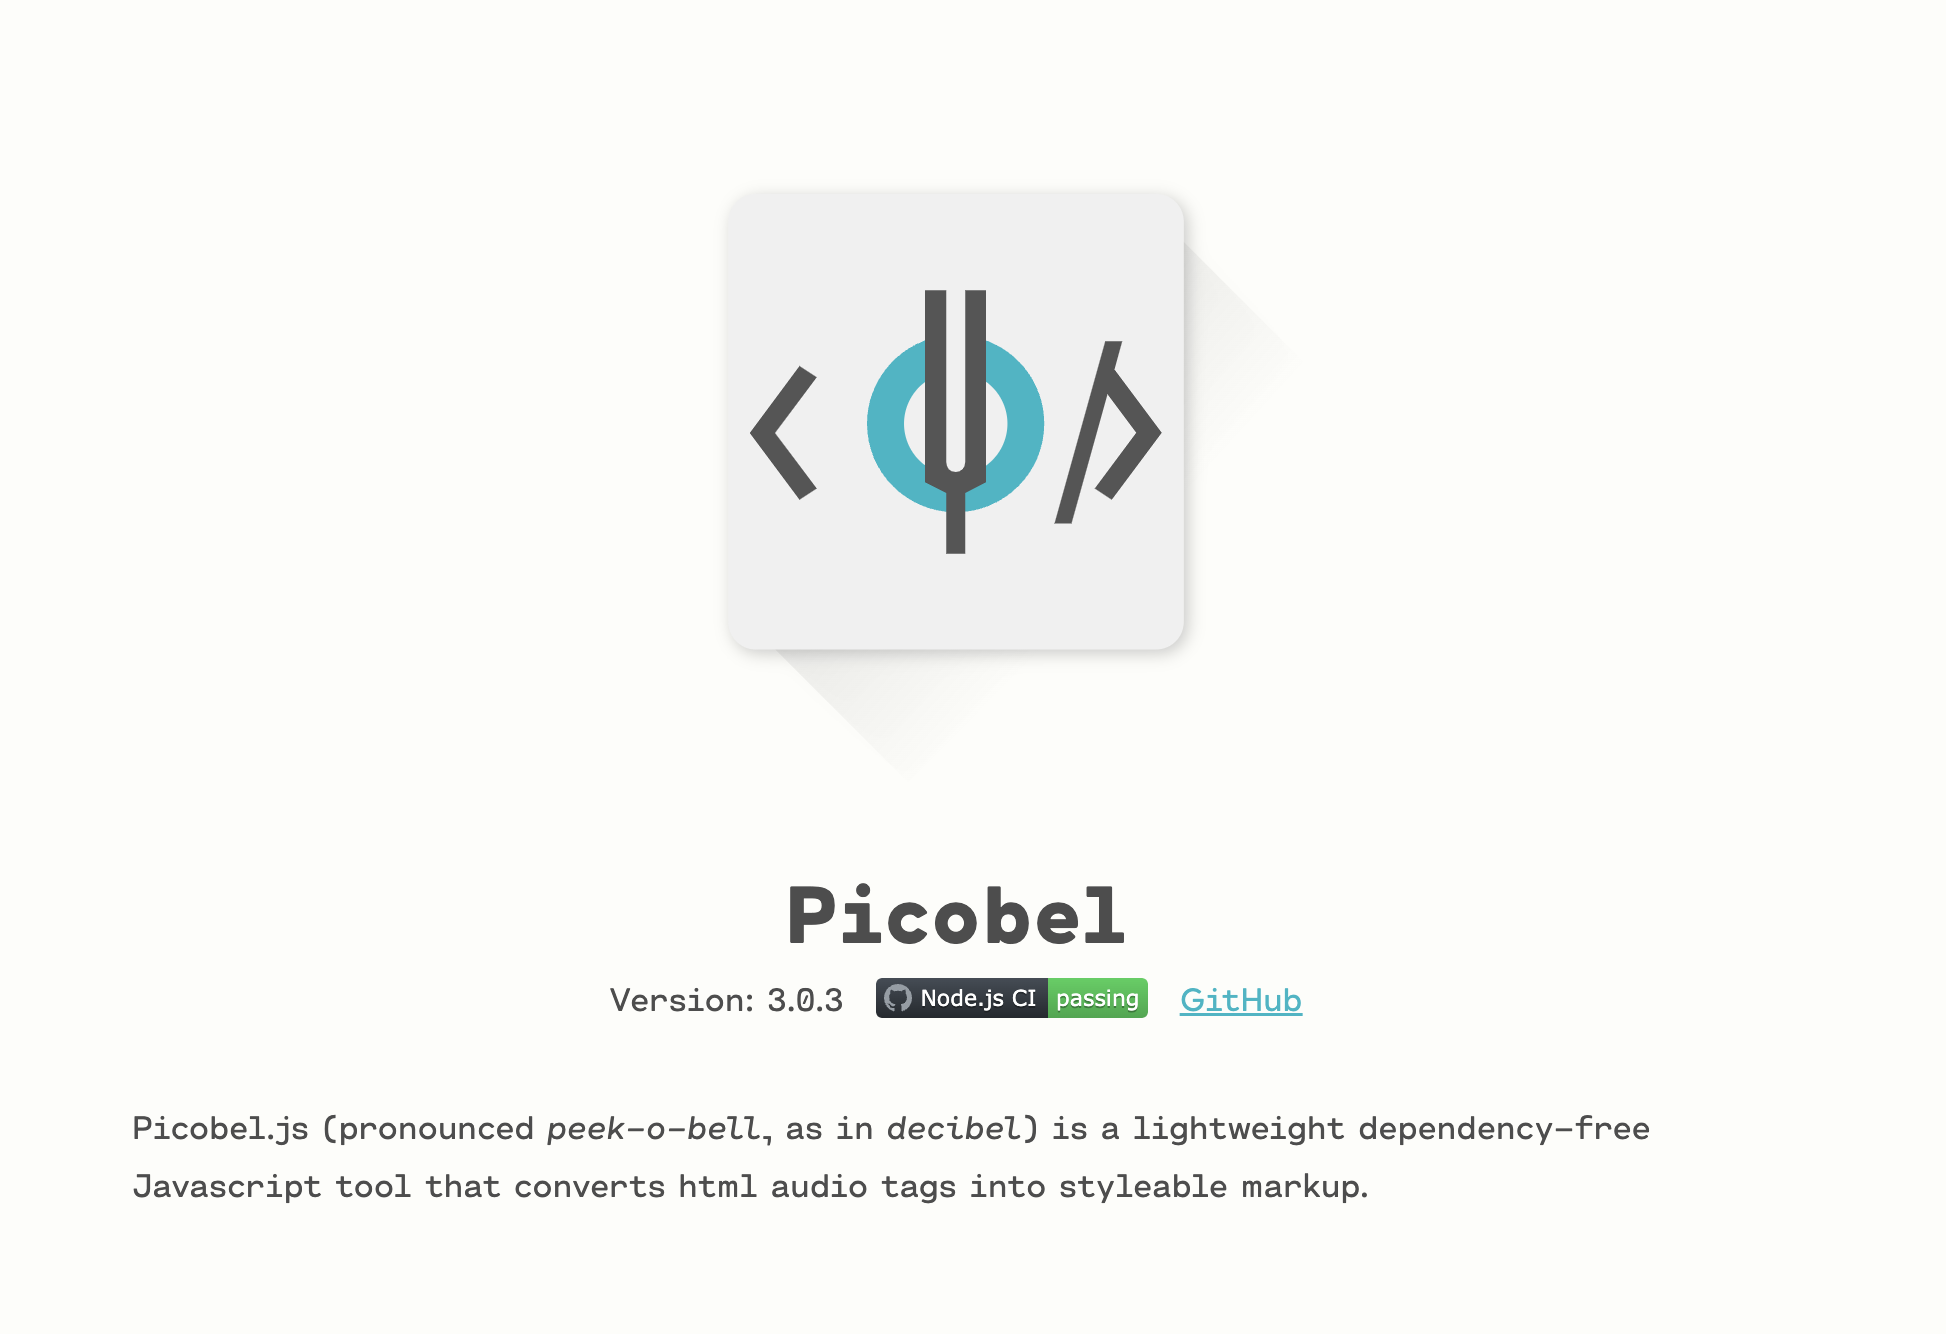 Picobel
Version: 3.0.3 Node.js CI passing GitHub
Picobel.js (pronounced peek-o-bell, as in decibel) is a lightweight dependency-free
Javascript tool that converts html audio tags into styleable markup.